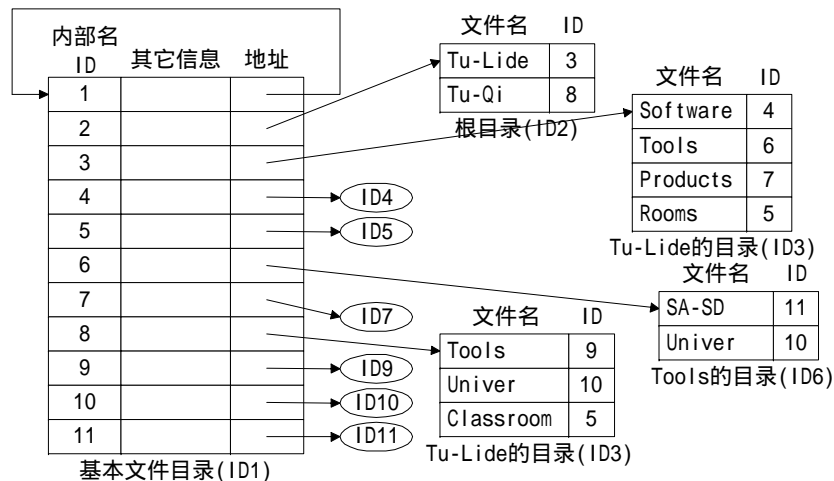 内部名
ID 其它信息 地址
1
2
3
4
5
6
7
8
9
10
11
基本文件目录(ID1)
文件名 ID
Tu-Lide 3
Tu-Qi 8
根目录(ID2)
文件名 ID
Software 4
Tools 6
Products 7
Rooms 5
Tu-Lide的目录(ID3)
ID4
ID5
ID7
ID9
ID10
ID11
文件名 ID
SA-SD 11
Univer 10
Tools的目录(ID6)
文件名 ID
Tools 9
Univer 10
Classroom 5
Tu-Lide的目录(ID3)